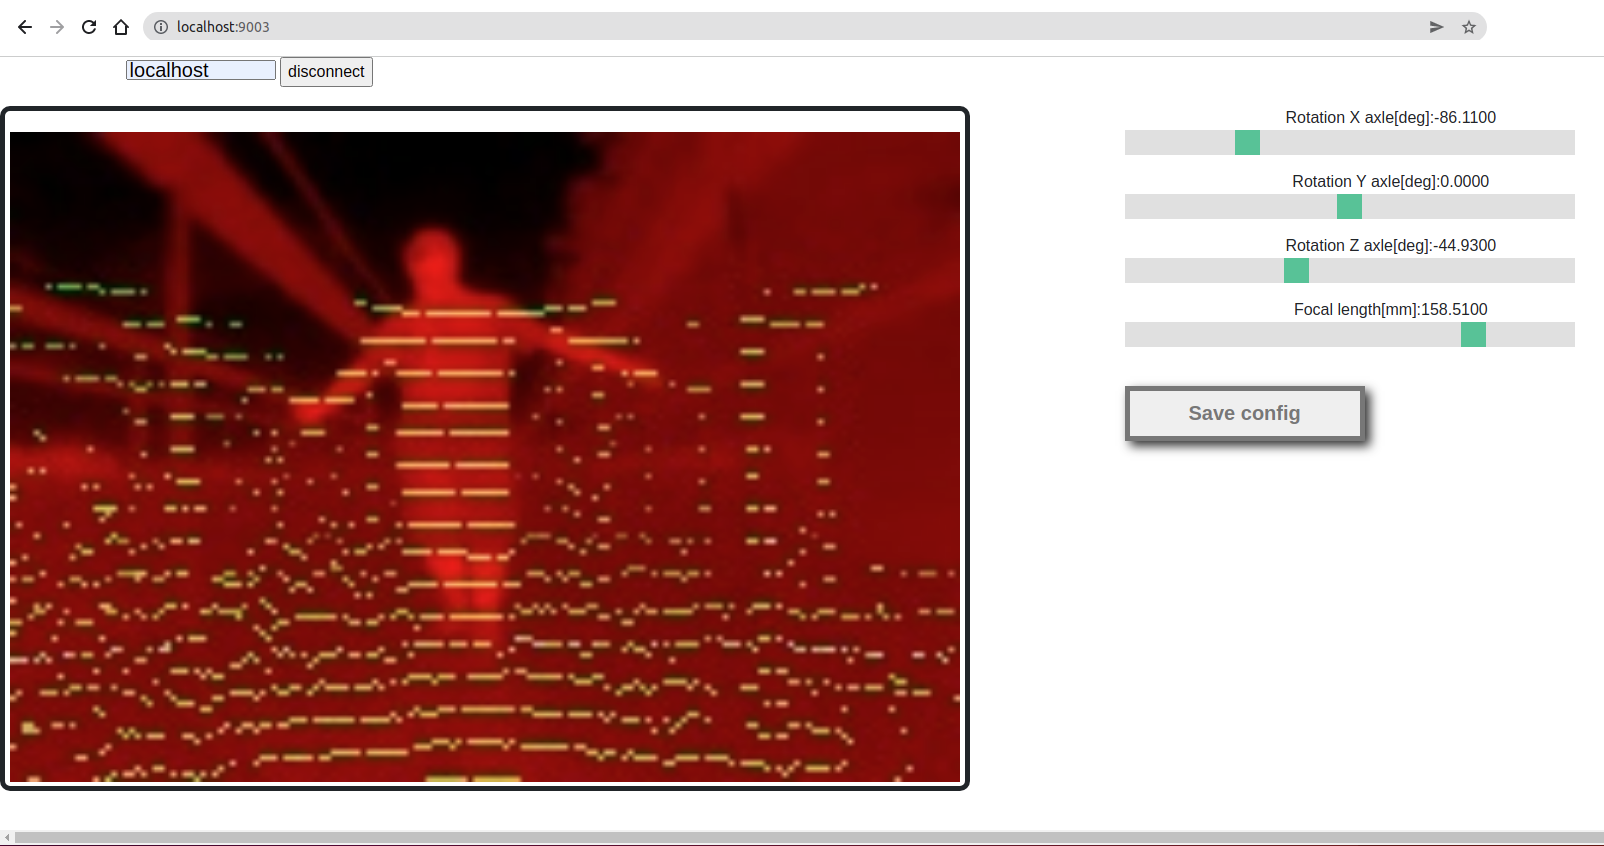 localhost:9003
localhost
disconnect
Rotation X axle[deg]:-86.1100
Rotation Y axle[deg]:0.0000
Rotation Z axle[deg]:-44.9300
Focal length[mm]:158.5100
Save config